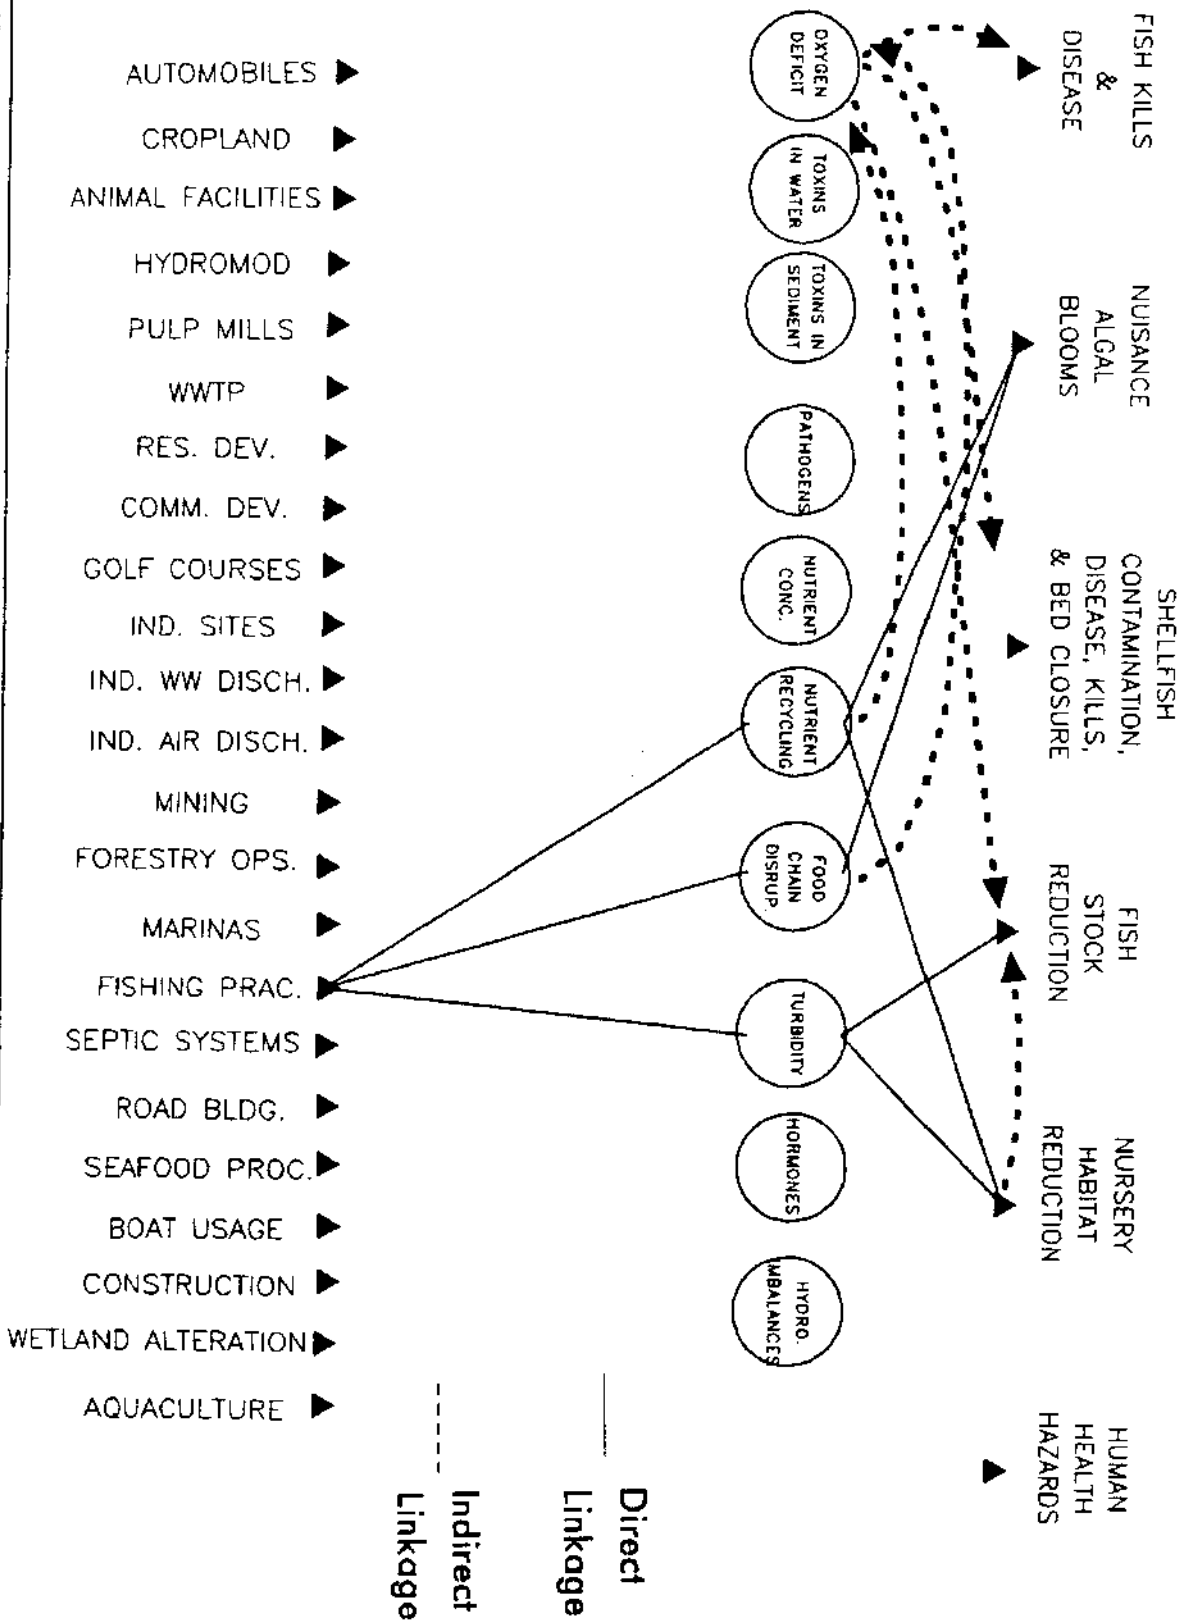 FISH KILLS
&
DISEASE
NUISANCE
ALGAL
BLOOMS
SHELLFISH
CONTAMINATION,
DISEASE, KILLS,
& BED CLOSURE
FISH
STOCK
REDUCTION
NURSERY
HABITAT
REDUCTION
HUMAN
HEALTH
HAZARDS
OXYGEN
DEFICIT
TOXINS
IN WATER
TOXINS IN
SEDIMENT
PATHOGENS
NUTRIENT
CONC.
NUTRIENT
RECYCLING
FOOD
CHAIN
DISRUP.
TURBIDITY
HORMONES
HYDRO.
IMBALANCES
AUTOMOBILES
CROPLAND
ANIMAL FACILITIES
HYDROMOD
PULP MILLS
WWTP
RES. DEV.
COMM. DEV.
GOLF COURSES
IND. SITES
IND. WW DISCH.
IND. AIR DISCH.
MINING
FORESTRY OPS.
MARINAS
FISHING PRAC.
SEPTIC SYSTEMS
ROAD BLDG.
SEAFOOD PROC.
BOAT USAGE
CONSTRUCTION
WETLAND ALTERATION
AQUACULTURE
Direct
Linkage
Indirect
Linkage